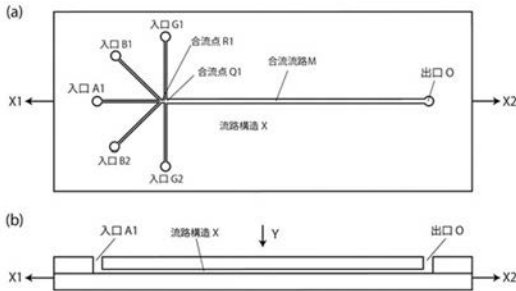 (a)
入口 G1
入口 B1
合流点 R1
合流点 Q1
合流流路M
出口 O
X1
入口 A1
X2
流路構造 X
入口 B2
入口 G2
(b)
入口 A1
流路構造 X
Y
出口 O
X1
X2